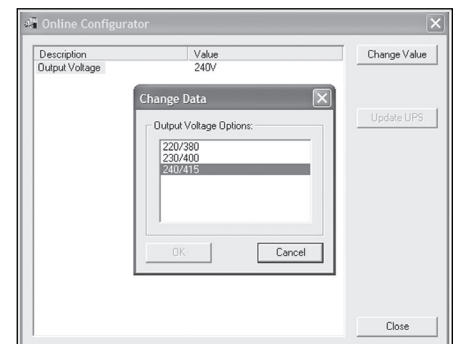 Online Configurator
Description Value
Output Voltage 240V
Change Value
Update UPS
Change Data
Output Voltage Options:
220/380
230/400
240/415
OK Cancel
Close